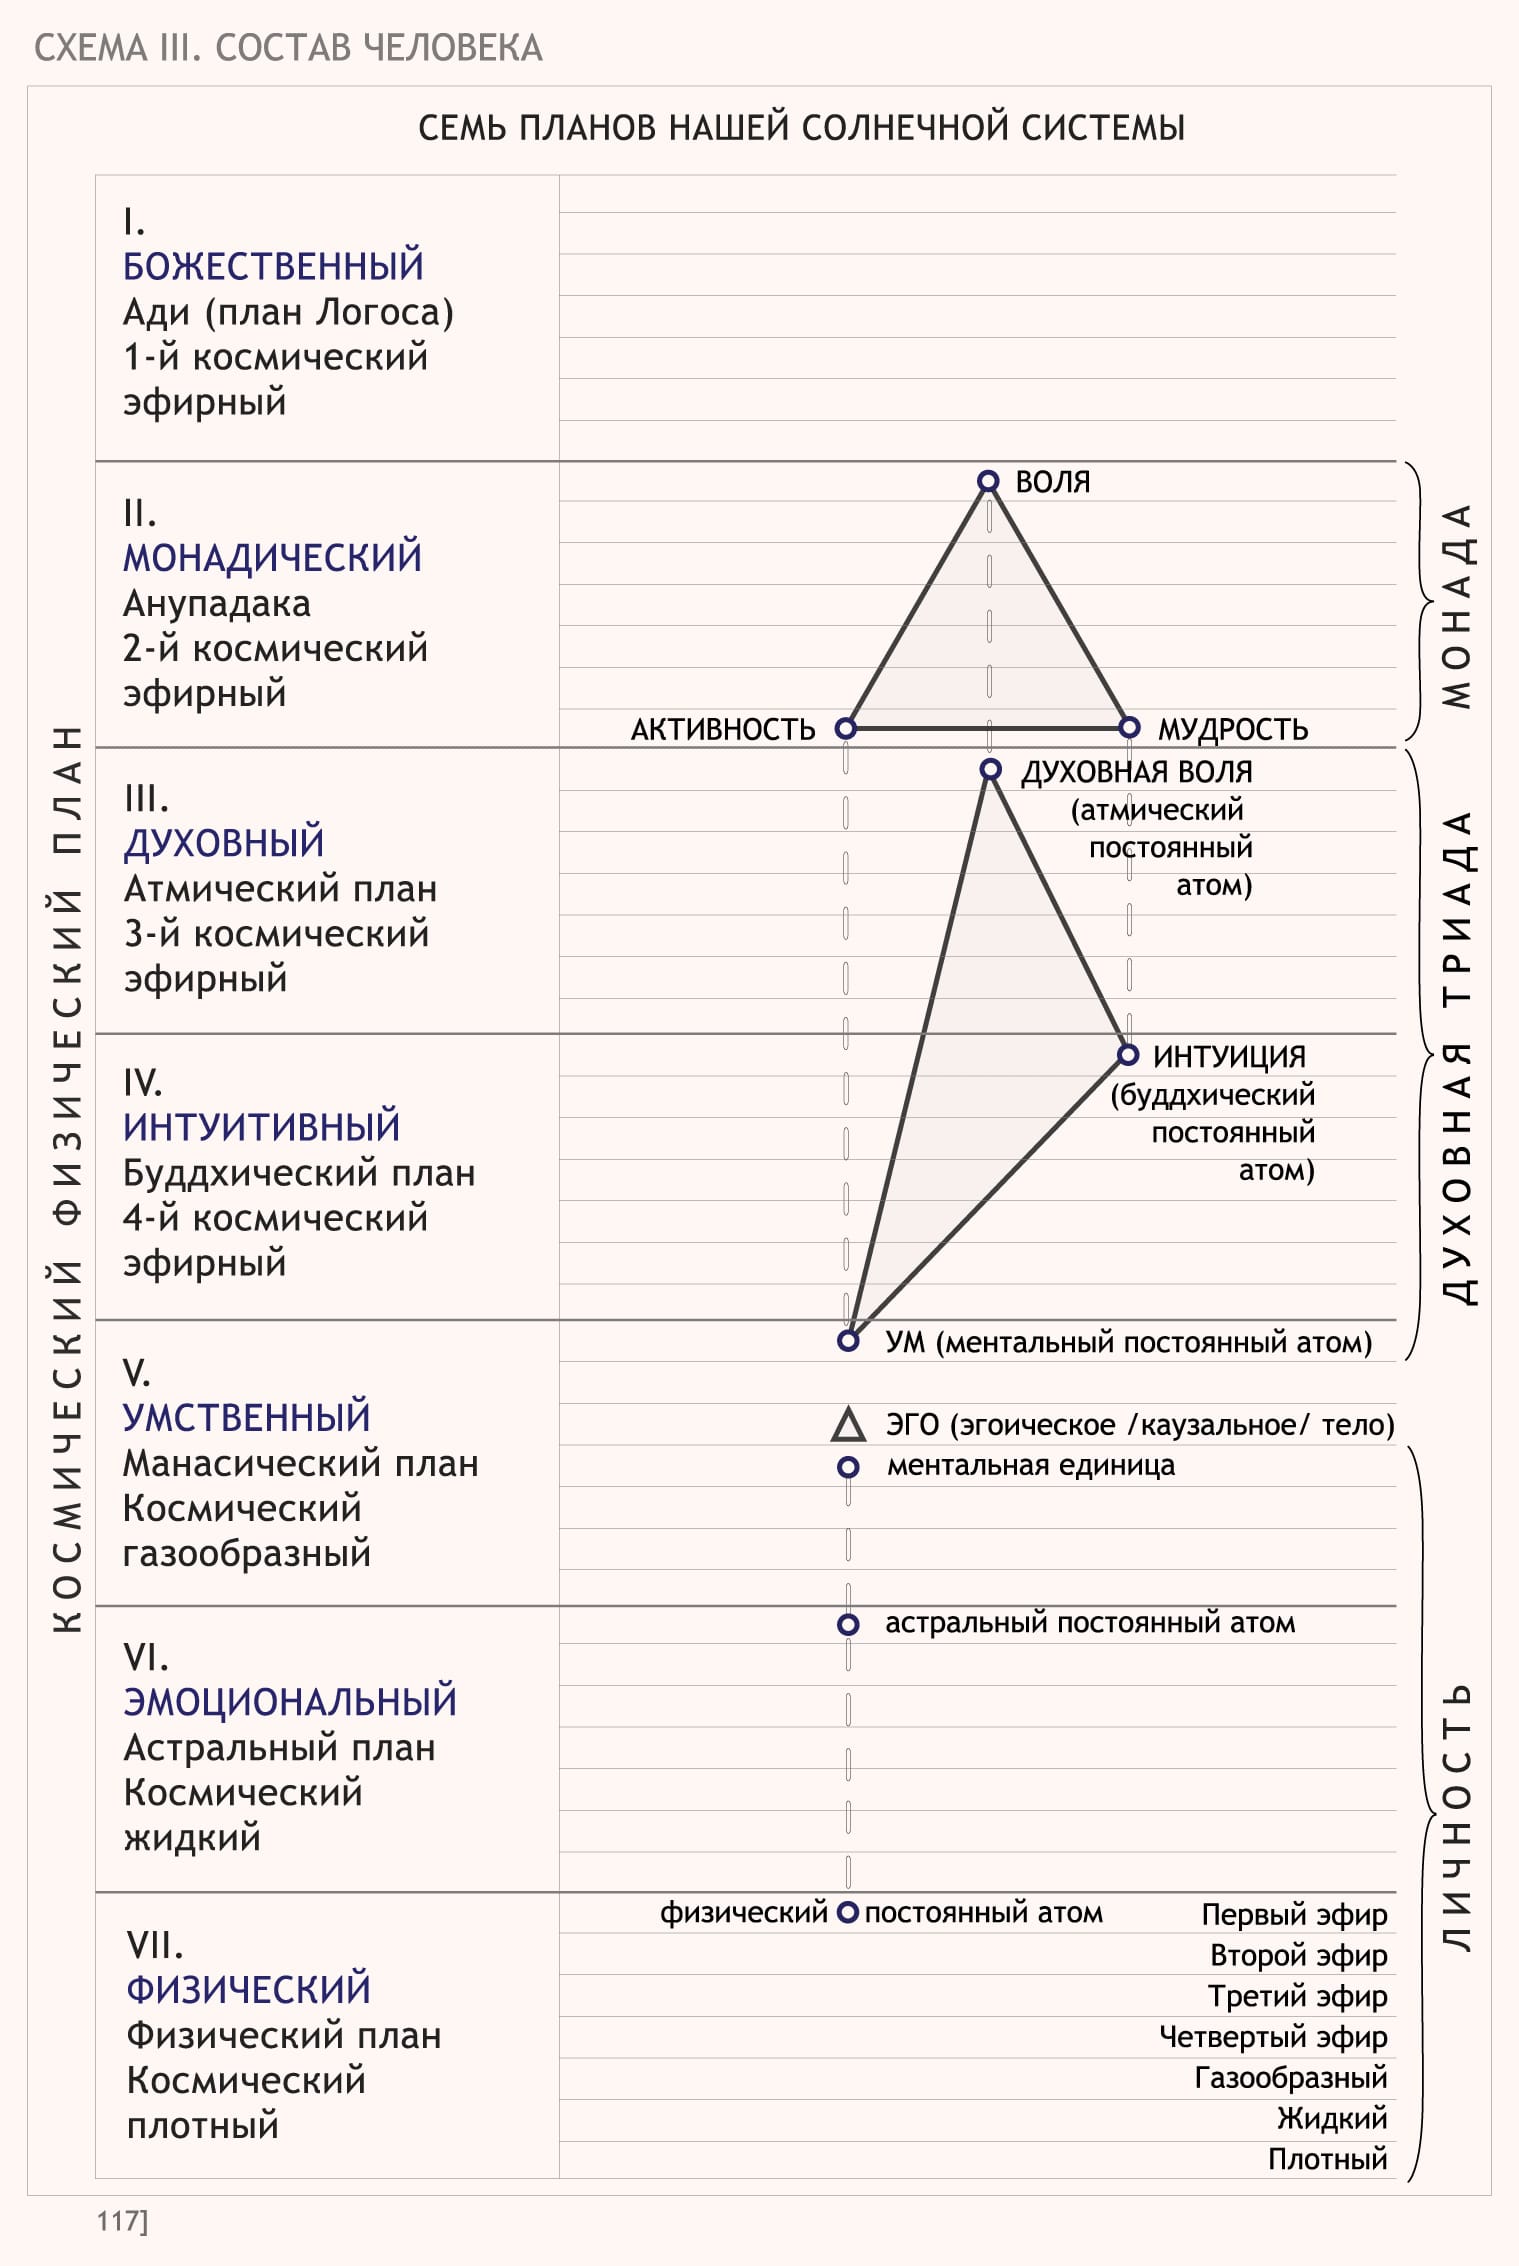 СХЕМА III. СОСТАВ ЧЕЛОВЕКА
СЕМЬ ПЛАНОВ НАШЕЙ СОЛНЕЧНОЙ СИСТЕМЫ
КОСМИЧЕСКИЙ ФИЗИЧЕСКИЙ ПЛАН
I.
БОЖЕСТВЕННЫЙ
Ади (план Логоса)
1-й космический
эфирный
II.
МОНАДИЧЕСКИЙ
Анупадака
2-й космический
эфирный
ВОЛЯ
АКТИВНОСТЬ
МУДРОСТЬ
МОНАДА
III.
ДУХОВНЫЙ
Атмический план
3-й космический
эфирный
ДУХОВНАЯ ВОЛЯ
(атмический
постоянный
атом)
ДУХОВНАЯ ТРИАДА
IV.
ИНТУИТИВНЫЙ
Буддхический план
4-й космический
эфирный
ИНТУИЦИЯ
(буддхический
постоянный
атом)
V.
УМСТВЕННЫЙ
Манасический план
Космический
газообразный
УМ (ментальный постоянный атом)
ЭГО (эгоическое /каузальное/ тело)
ментальная единица
VI.
ЭМОЦИОНАЛЬНЫЙ
Астральный план
Космический
жидкий
астральный постоянный атом
ЛИЧНОСТЬ
VII.
ФИЗИЧЕСКИЙ
Физический план
Космический
плотный
физический постоянный атом
Первый эфир
Второй эфир
Третий эфир
Четвертый эфир
Газообразный
Жидкий
Плотный
117]